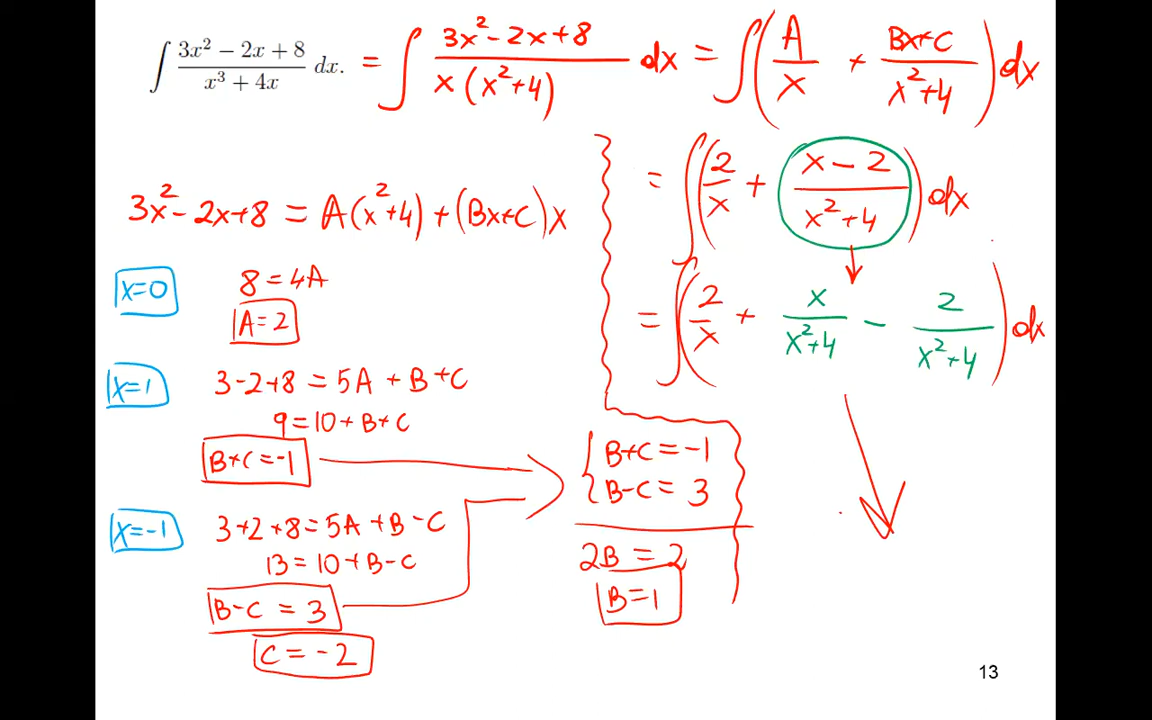 ∫ (3x² − 2x + 8)/(x³ + 4x) dx. = ∫ (3x²-2x+8)/(x(x²+4)) dx = ∫(A/x + (Bx+C)/(x²+4))dx
= ∫(2/x + (x-2)/(x²+4))dx
3x²-2x+8 = A(x²+4) + (Bx+C)x
x=0
8 = 4A
A=2
= ∫(2/x + x/(x²+4) - 2/(x²+4))dx
x=1
3-2+8 = 5A + B+C
9=10+B+C
B+C=-1
x=-1
3+2+8=5A+B-C
13=10+B-C
B-C = 3
C = -2
B+C=-1
B-C= 3
2B = 2
B=1
13